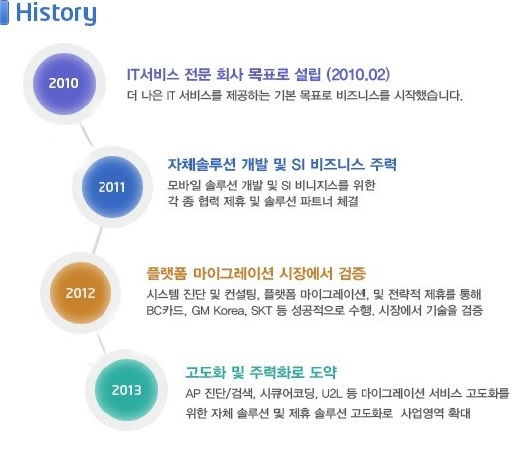 History
2010
IT서비스 전문 회사 목표로 설립 (2010.02)
더 나은 IT 서비스를 제공하는 기본 목표로 비즈니스를 시작했습니다.
2011
자체솔루션 개발 및 SI 비즈니스 주력
모바일 솔루션 개발 및 SI 비니지스를 위한
각 종 협력 제휴 및 솔루션 파트너 체결
2012
플랫폼 마이그레이션 시장에서 검증
시스템 진단 및 컨설팅, 플랫폼 마이그레이션, 및 전략적 제휴를 통해
BC카드, GM Korea, SKT 등 성공적으로 수행. 시장에서 기술을 검증
2013
고도화 및 주력화로 도약
AP 진단/검색, 시큐어코딩, U2L 등 마이그레이션 서비스 고도화를
위한 자체 솔루션 및 제휴 솔루션 고도화로 사업영역 확대